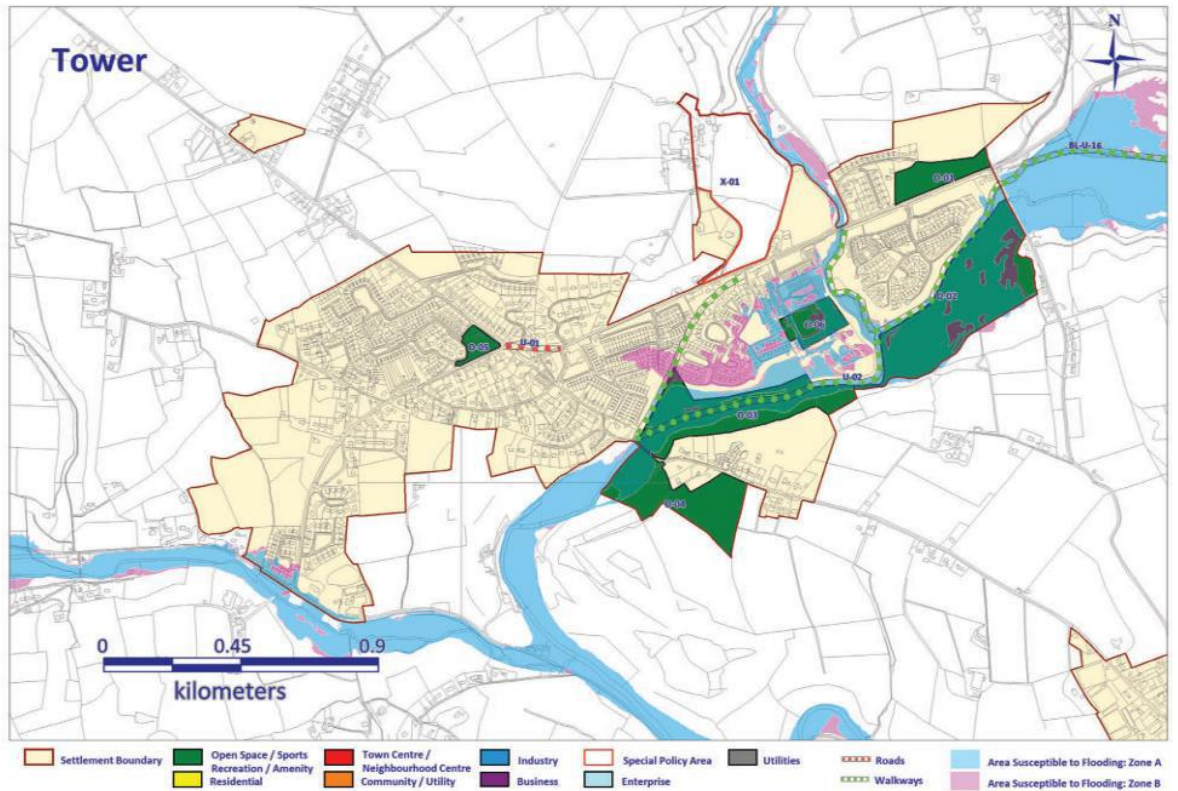 Tower
N
BL-U-16
O-01
X-01
O-02
O-06
U-01
O-05
U-02
O-03
O-04
0 0.45 0.9
kilometers
Settlement Boundary
Open Space / Sports
Recreation / Amenity
Residential
Town Centre /
Neighbourhood Centre
Community / Utility
Industry
Business
Special Policy Area
Enterprise
Utilities
Roads
Walkways
Area Susceptible to Flooding: Zone A
Area Susceptible to Flooding: Zone B